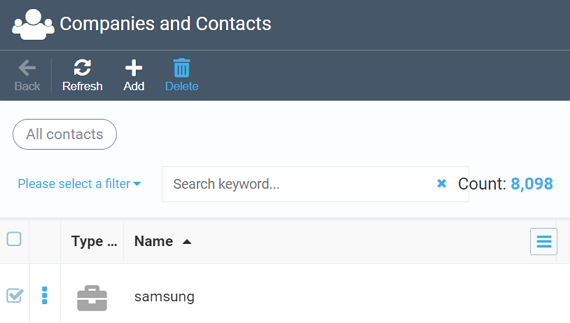 Companies and Contacts
Back Refresh Add Delete
All contacts
Please select a filter Search keyword... Count: 8,098
Type ... Name
samsung